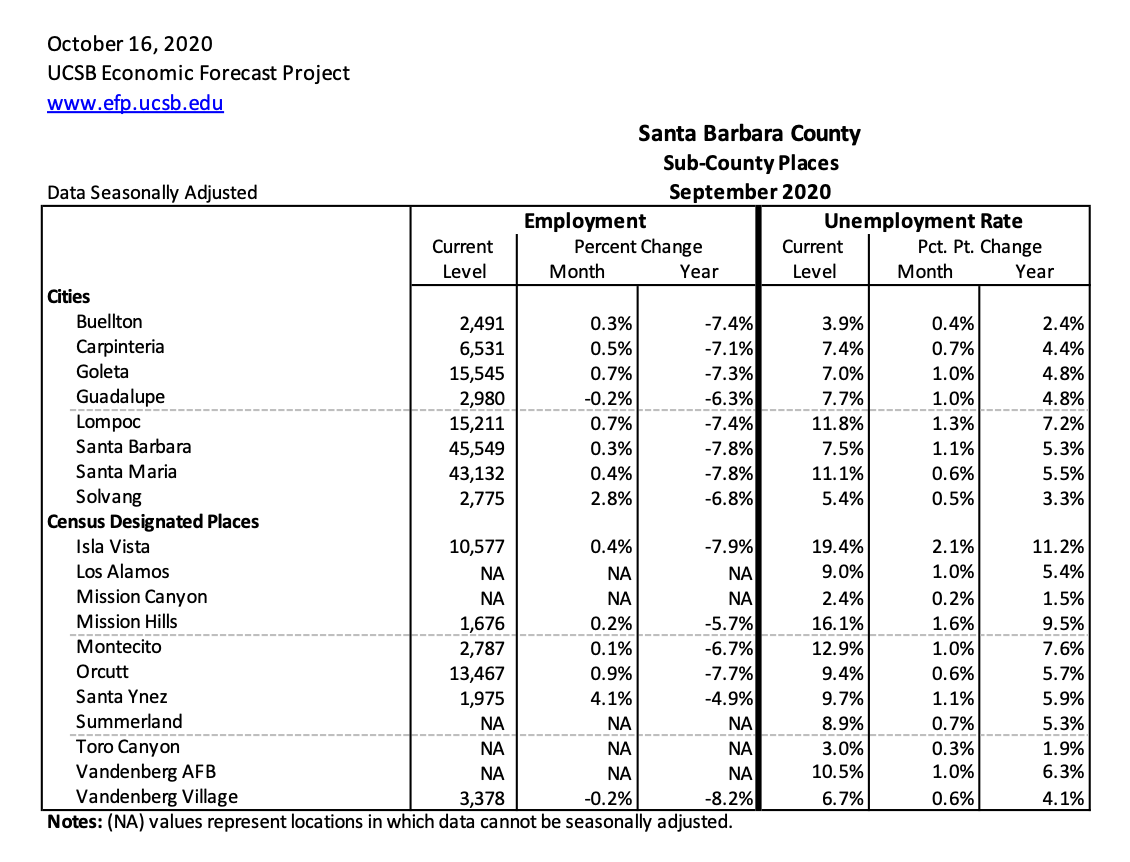 October 16, 2020
UCSB Economic Forecast Project
www.efp.ucsb.edu
Santa Barbara County
Sub-County Places
Data Seasonally Adjusted September 2020
Employment Unemployment Rate
Current Percent Change Current Pct. Pt. Change
Level Month Year Level Month Year
Cities
Buellton 2,491 0.3% -7.4% 3.9% 0.4% 2.4%
Carpinteria 6,531 0.5% -7.1% 7.4% 0.7% 4.4%
Goleta 15,545 0.7% -7.3% 7.0% 1.0% 4.8%
Guadalupe 2,980 -0.2% -6.3% 7.7% 1.0% 4.8%
Lompoc 15,211 0.7% -7.4% 11.8% 1.3% 7.2%
Santa Barbara 45,549 0.3% -7.8% 7.5% 1.1% 5.3%
Santa Maria 43,132 0.4% -7.8% 11.1% 0.6% 5.5%
Solvang 2,775 2.8% -6.8% 5.4% 0.5% 3.3%
Census Designated Places
Isla Vista 10,577 0.4% -7.9% 19.4% 2.1% 11.2%
Los Alamos NA NA NA 9.0% 1.0% 5.4%
Mission Canyon NA NA NA 2.4% 0.2% 1.5%
Mission Hills 1,676 0.2% -5.7% 16.1% 1.6% 9.5%
Montecito 2,787 0.1% -6.7% 12.9% 1.0% 7.6%
Orcutt 13,467 0.9% -7.7% 9.4% 0.6% 5.7%
Santa Ynez 1,975 4.1% -4.9% 9.7% 1.1% 5.9%
Summerland NA NA NA 8.9% 0.7% 5.3%
Toro Canyon NA NA NA 3.0% 0.3% 1.9%
Vandenberg AFB NA NA NA 10.5% 1.0% 6.3%
Vandenberg Village 3,378 -0.2% -8.2% 6.7% 0.6% 4.1%
Notes: (NA) values represent locations in which data cannot be seasonally adjusted.